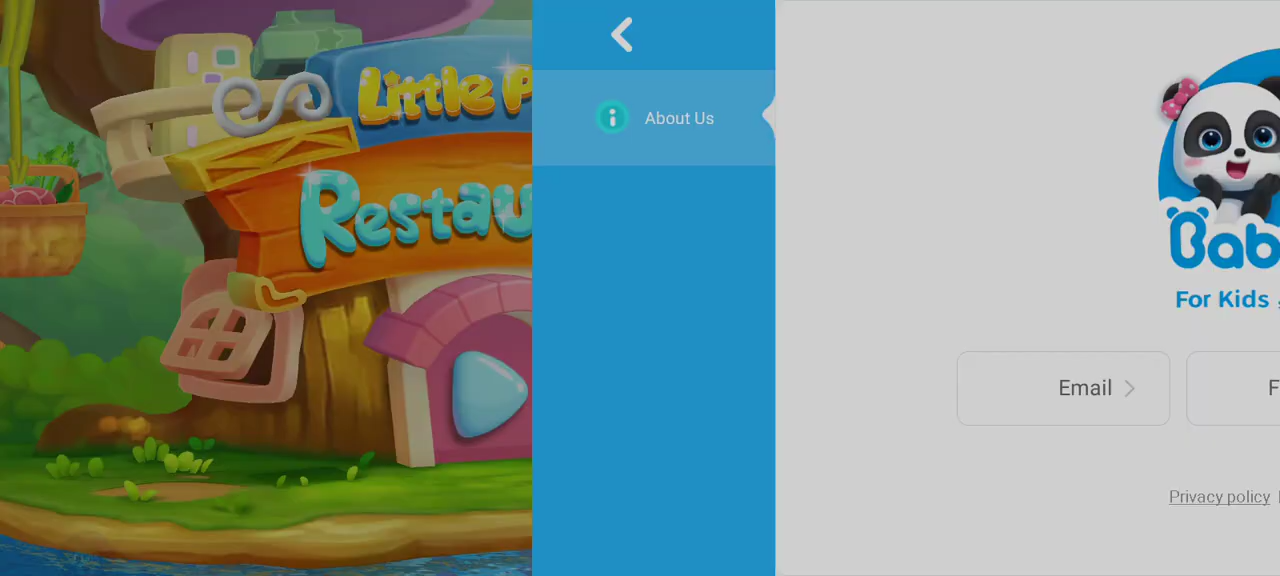 Little P
Restau
About Us
Bab
For Kids
Email
F
Privacy policy